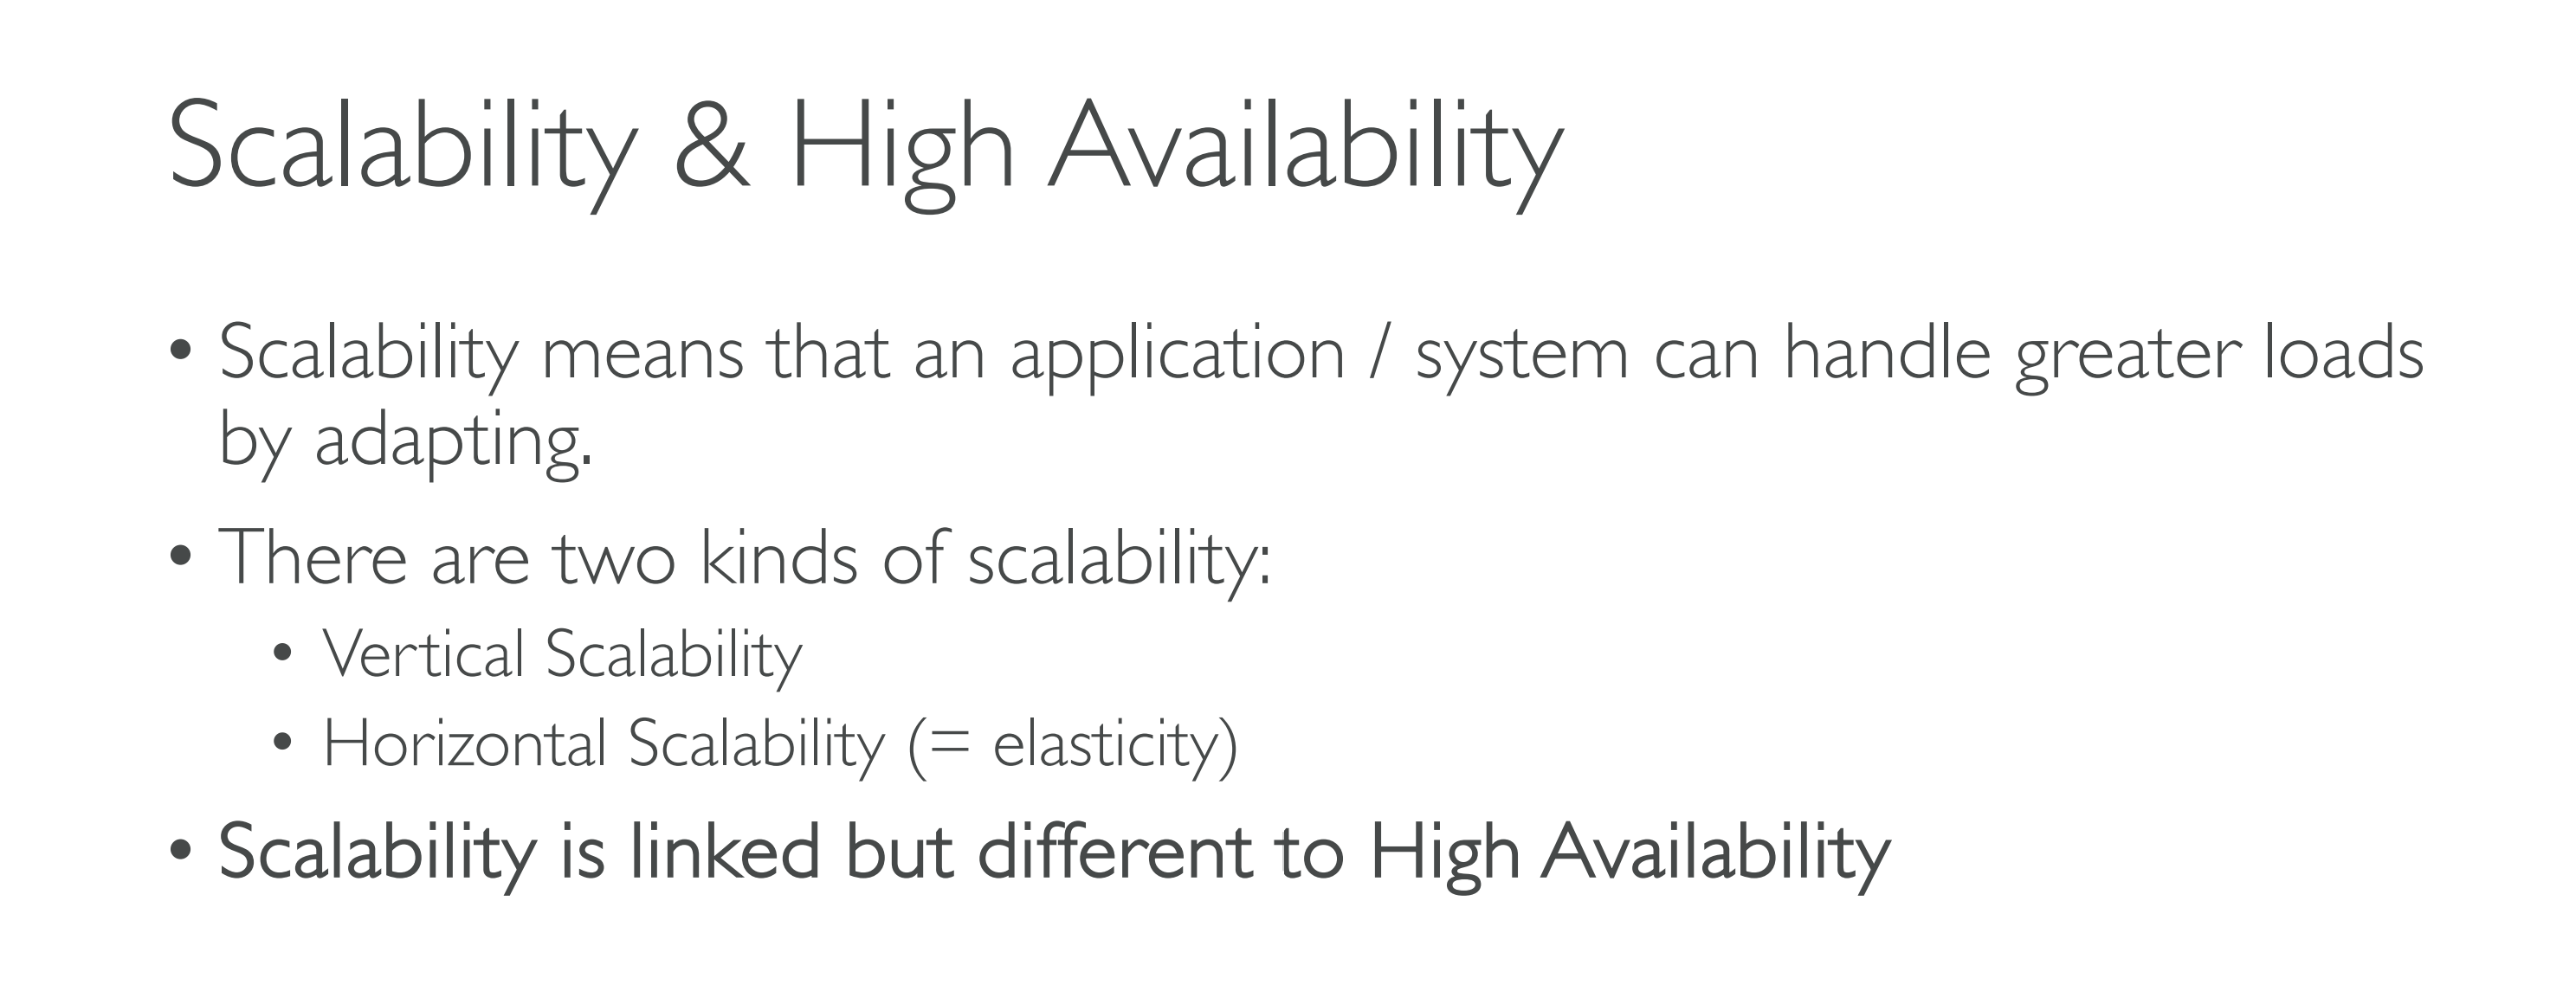 Scalability & High Availability
• Scalability means that an application / system can handle greater loads
by adapting.
• There are two kinds of scalability:
• Vertical Scalability
• Horizontal Scalability (= elasticity)
• Scalability is linked but different to High Availability